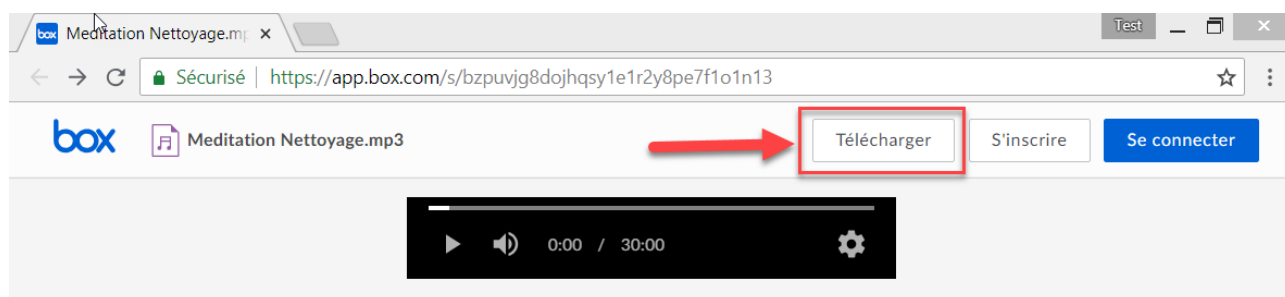 box Meditation Nettoyage.mp
Test
Sécurisé | https://app.box.com/s/bzpuvjg8dojhqsy1e1r2y8pe7f1o1n13
box Meditation Nettoyage.mp3 Télécharger S'inscrire Se connecter
0:00 / 30:00